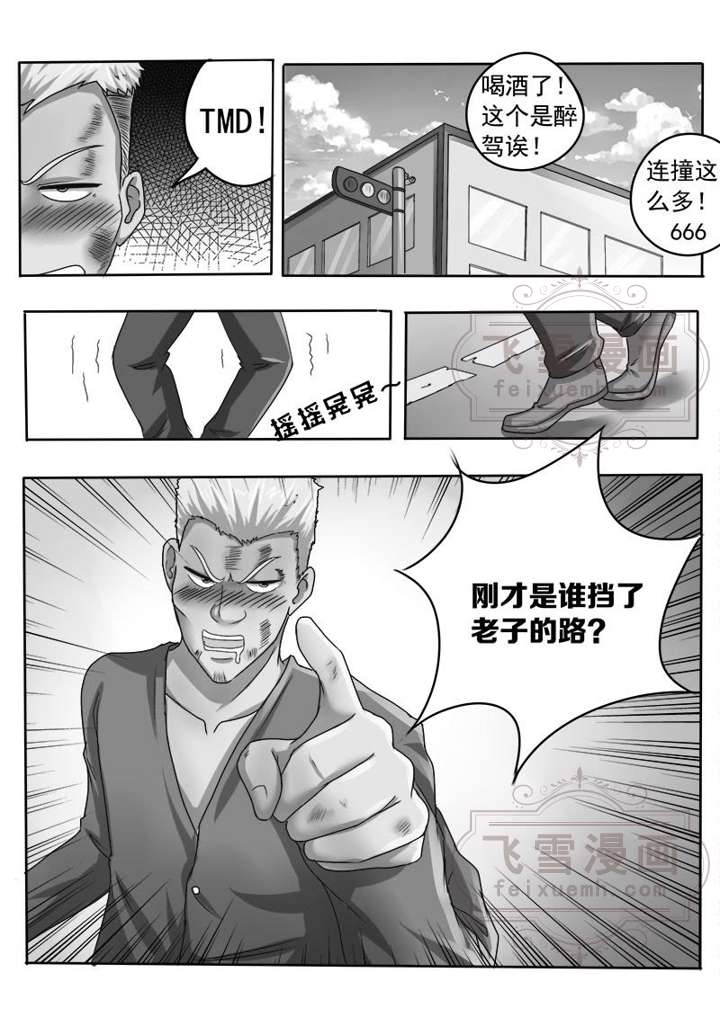 TMD!
喝酒了!
这个是醉
驾诶!
连撞这
么多!
666
摇摇晃晃~
飞雪漫画
feixuemh.com
刚才是谁挡了
老子的路?
飞雪漫画
feixuemh.com